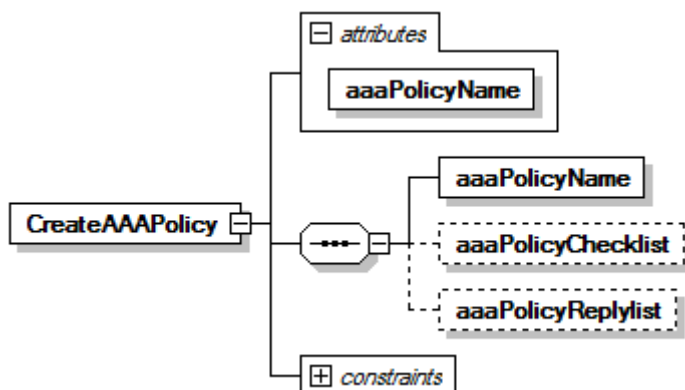 attributes
aaaPolicyName
aaaPolicyName
CreateAAAPolicy
aaaPolicyChecklist
aaaPolicyReplylist
constraints